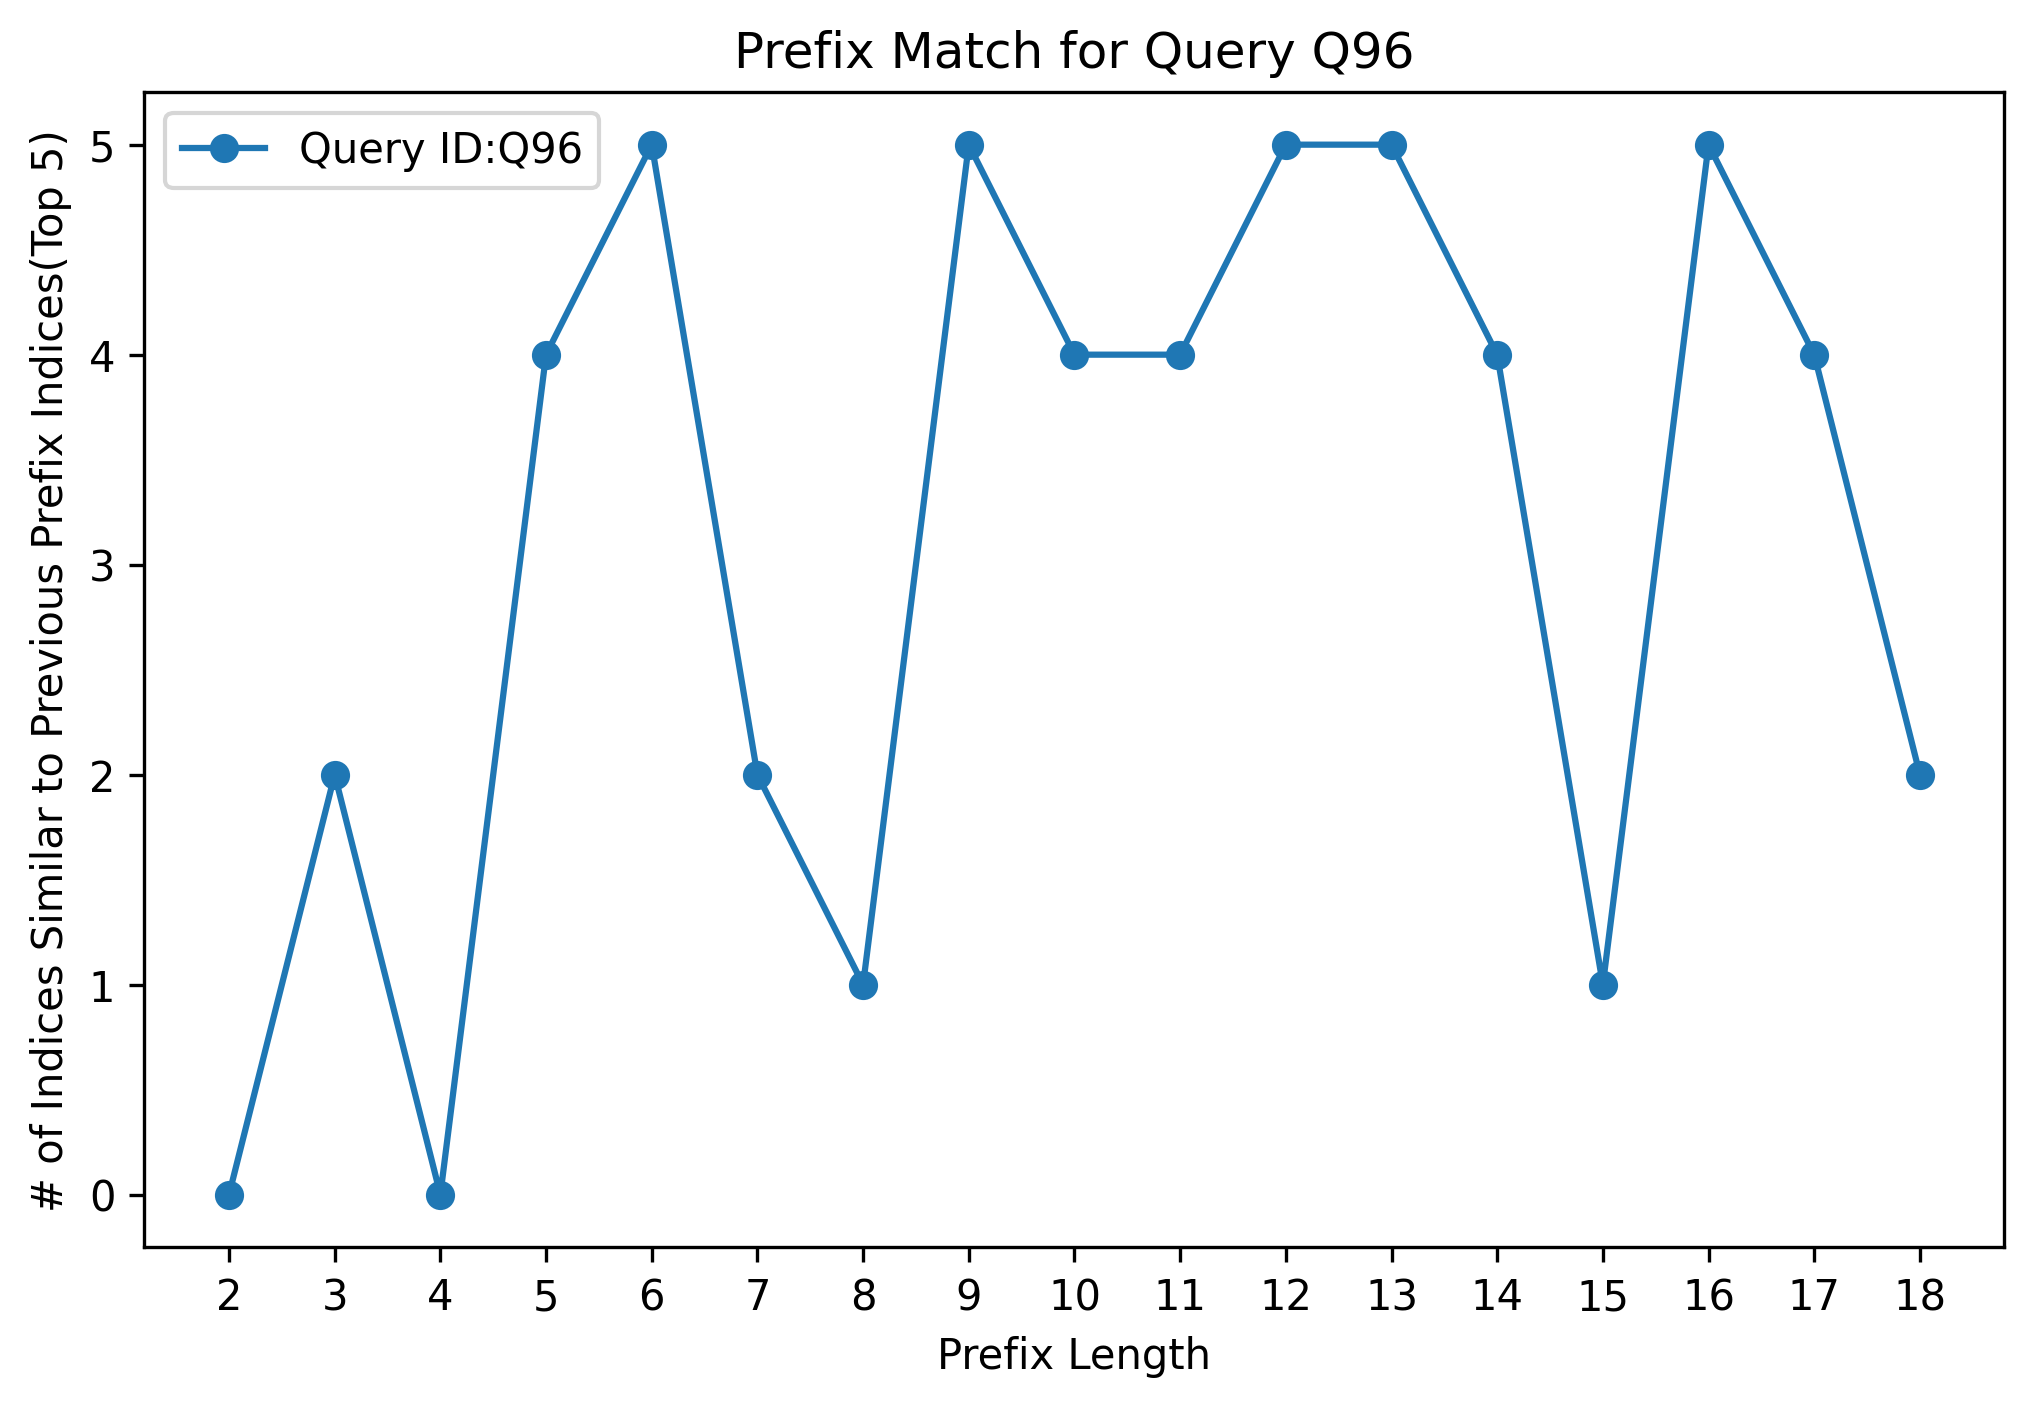 Prefix Match for Query Q96
Query ID:Q96
# of Indices Similar to Previous Prefix Indices(Top 5)
5
4
3
2
1
0
2 3 4 5 6 7 8 9 10 11 12 13 14 15 16 17 18
Prefix Length